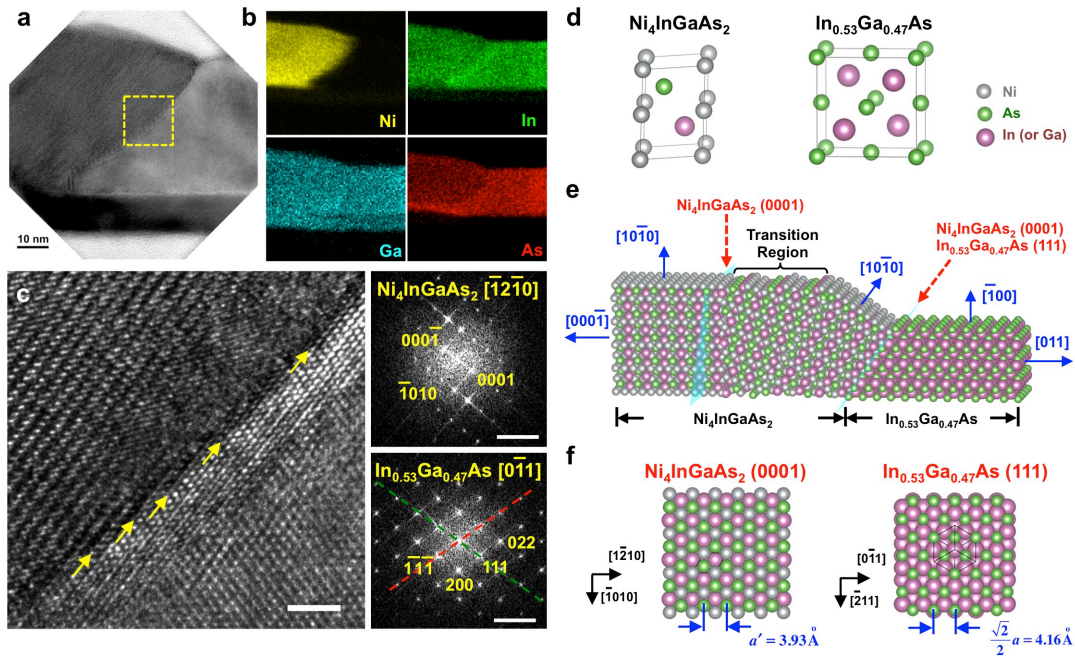 a
10 nm
b
Ni
In
Ga
As
c
Ni₄InGaAs₂ [1̅21̅0]
0001̅
0001
1̅010
In₀.₅₃Ga₀.₄₇As [01̅1]
022
1̅1̅1̅
111
200
d
Ni₄InGaAs₂
In₀.₅₃Ga₀.₄₇As
Ni
As
In (or Ga)
e
Ni₄InGaAs₂ (0001)
Transition
Region
Ni₄InGaAs₂ (0001)
In₀.₅₃Ga₀.₄₇As (111)
[101̅0]
[101̅0]
[1̅00]
[0001̅]
[011]
Ni₄InGaAs₂
In₀.₅₃Ga₀.₄₇As
f
Ni₄InGaAs₂ (0001)
In₀.₅₃Ga₀.₄₇As (111)
[12̅10]
[1̅010]
a′ = 3.93Å
[01̅1]
[2̅11]
√2/2 a = 4.16Å